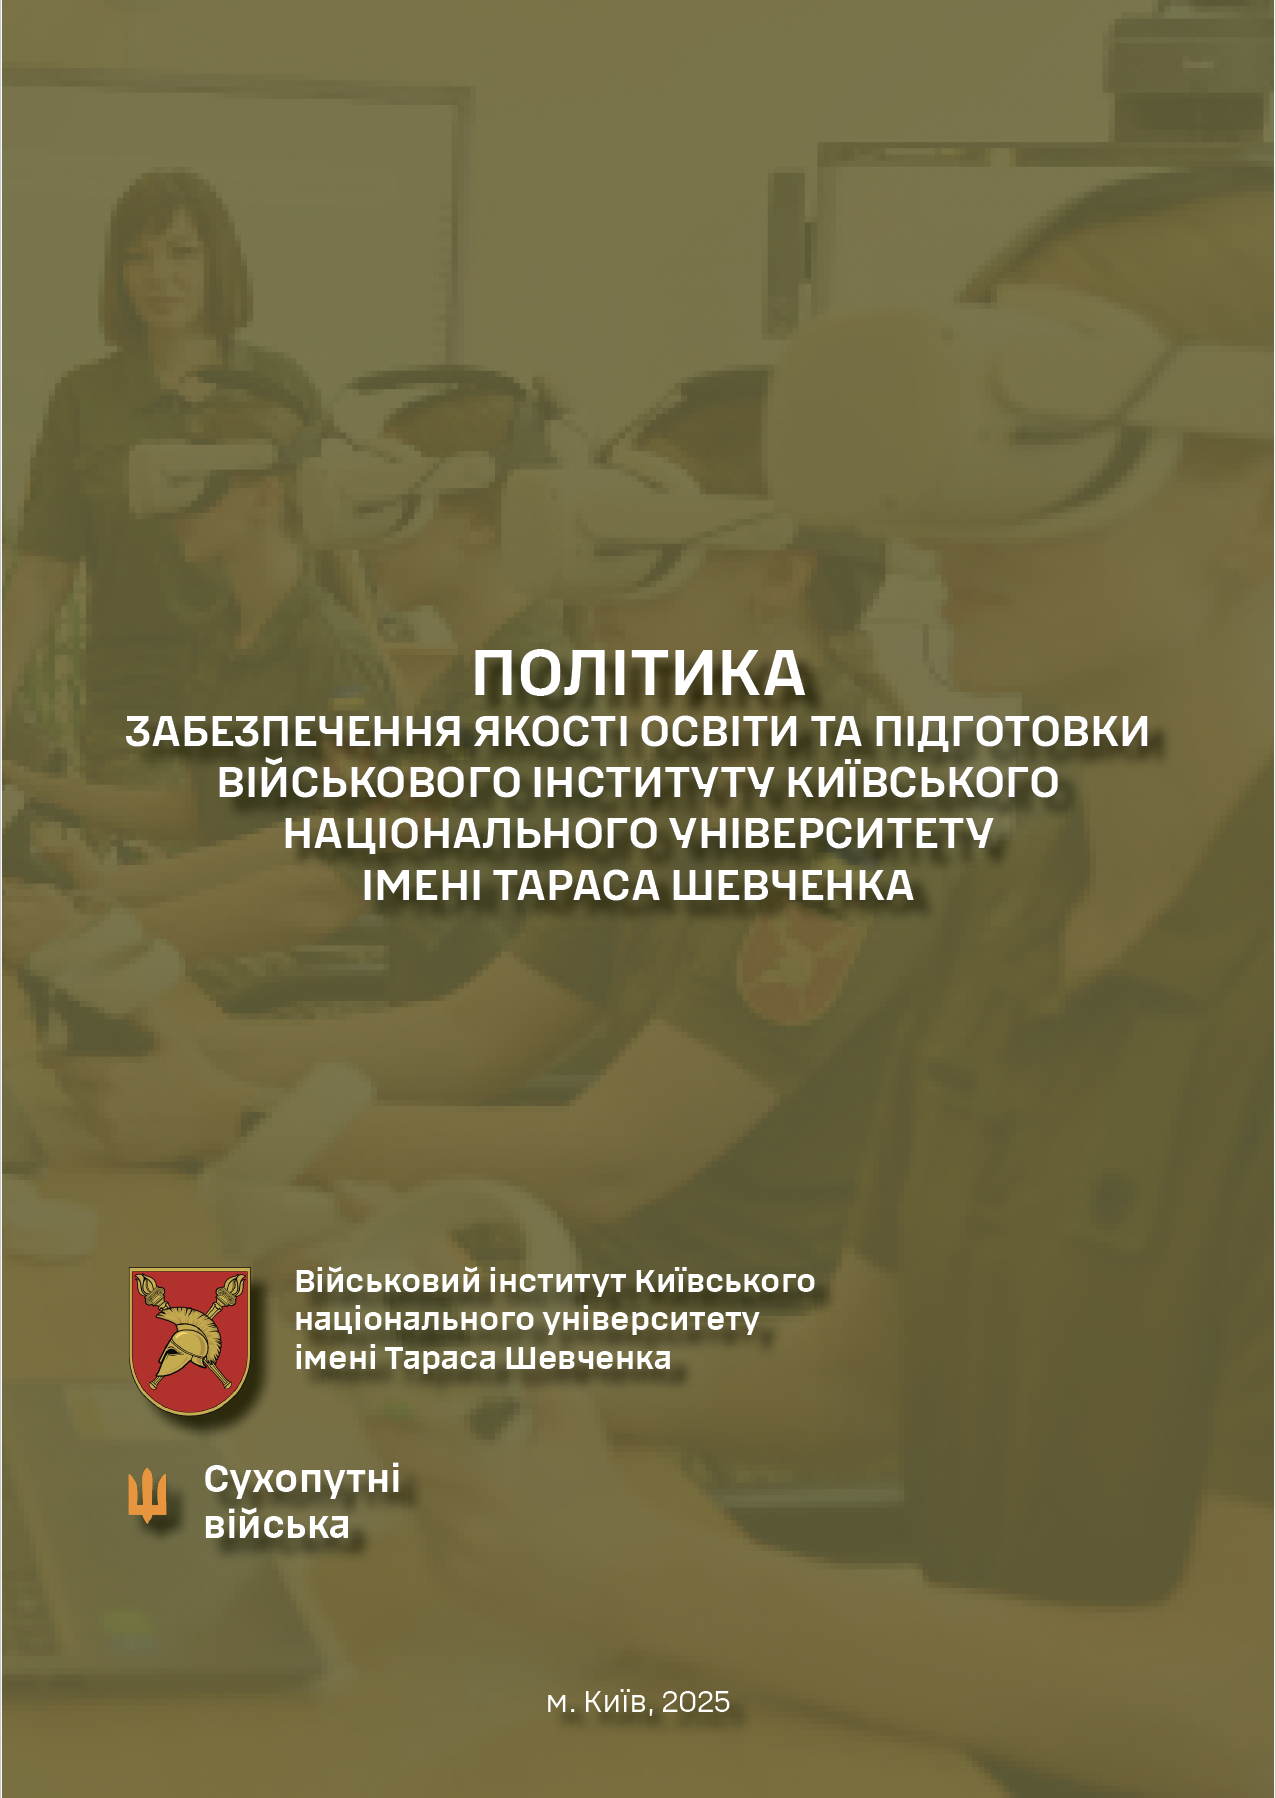 ПОЛІТИКА
ЗАБЕЗПЕЧЕННЯ ЯКОСТІ ОСВІТИ ТА ПІДГОТОВКИ
ВІЙСЬКОВОГО ІНСТИТУТУ КИЇВСЬКОГО
НАЦІОНАЛЬНОГО УНІВЕРСИТЕТУ
ІМЕНІ ТАРАСА ШЕВЧЕНКА
Військовий інститут Київського
національного університету
імені Тараса Шевченка
Сухопутні
війська
м. Київ, 2025